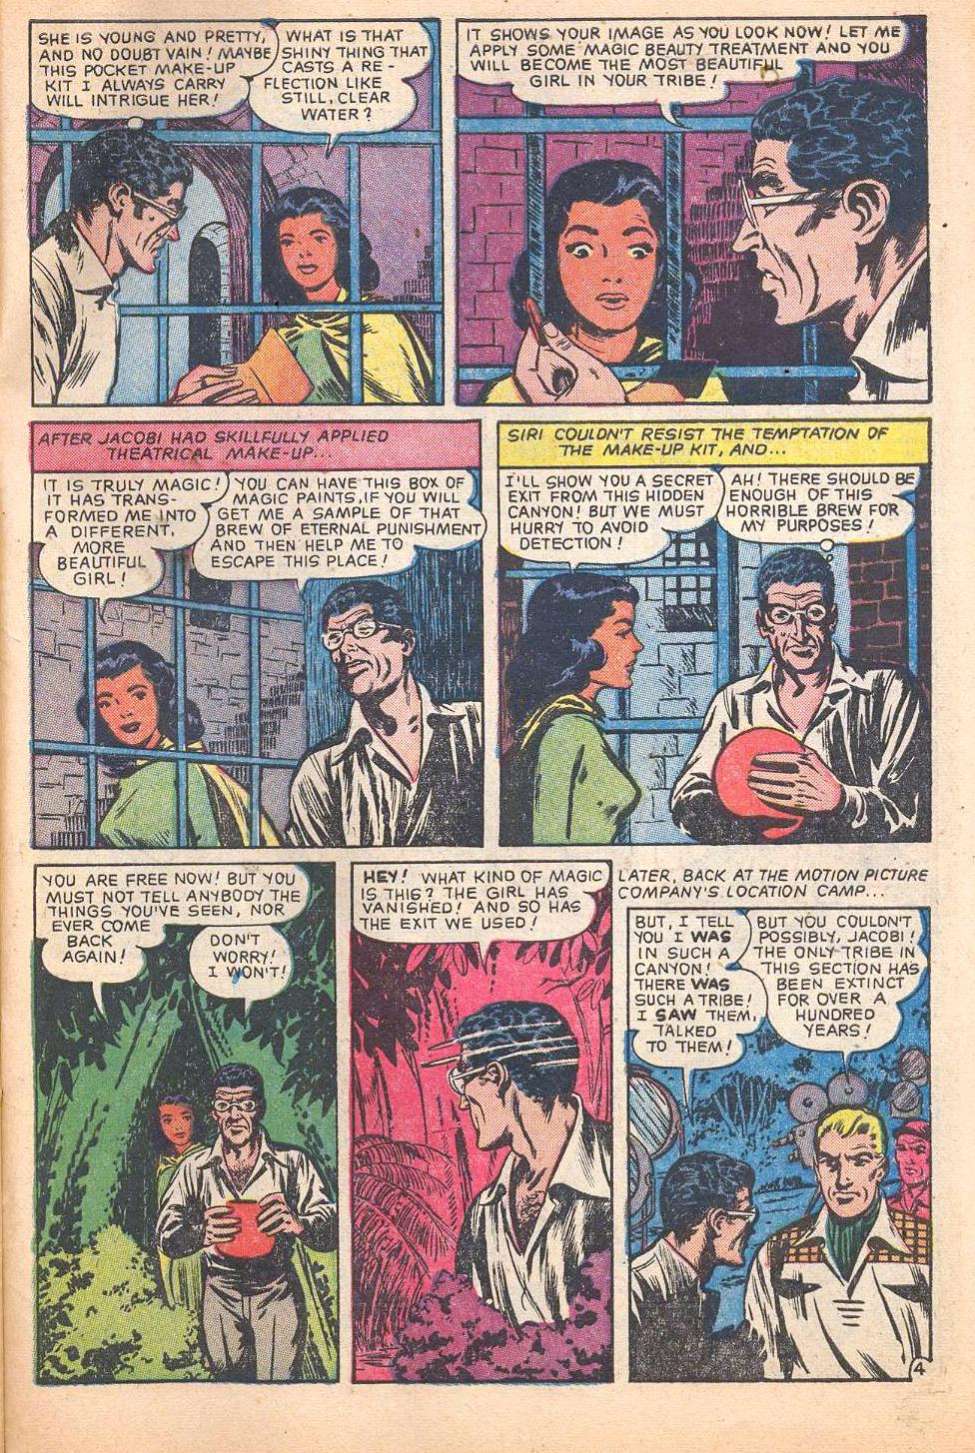 SHE IS YOUNG AND PRETTY,
AND NO DOUBT VAIN! MAYBE
THIS POCKET MAKE-UP
KIT I ALWAYS CARRY
WILL INTRIGUE HER!
WHAT IS THAT
SHINY THING THAT
CASTS A RE-
FLECTION LIKE
STILL, CLEAR
WATER?
IT SHOWS YOUR IMAGE AS YOU LOOK NOW! LET ME
APPLY SOME MAGIC BEAUTY TREATMENT AND YOU
WILL BECOME THE MOST BEAUTIFUL
GIRL IN YOUR TRIBE!
AFTER JACOBI HAD SKILLFULLY APPLIED
THEATRICAL MAKE-UP...
IT IS TRULY MAGIC!
IT HAS TRANS-
FORMED ME INTO
A DIFFERENT,
MORE
BEAUTIFUL
GIRL!
YOU CAN HAVE THIS BOX OF
MAGIC PAINTS, IF YOU WILL
GET ME A SAMPLE OF THAT
BREW OF ETERNAL PUNISHMENT
AND THEN HELP ME TO
ESCAPE THIS PLACE!
SIRI COULDN'T RESIST THE TEMPTATION OF
THE MAKE-UP KIT, AND...
I'LL SHOW YOU A SECRET
EXIT FROM THIS HIDDEN
CANYON! BUT WE MUST
HURRY TO AVOID
DETECTION!
AH! THERE SHOULD BE
ENOUGH OF THIS
HORRIBLE BREW FOR
MY PURPOSES!
YOU ARE FREE NOW! BUT YOU
MUST NOT TELL ANYBODY THE
THINGS YOU'VE SEEN, NOR
EVER COME
BACK
AGAIN!
DON'T
WORRY!
I WON'T!
HEY! WHAT KIND OF MAGIC
IS THIS? THE GIRL HAS
VANISHED! AND SO HAS
THE EXIT WE USED!
LATER, BACK AT THE MOTION PICTURE
COMPANY'S LOCATION CAMP...
BUT, I TELL
YOU I WAS
IN SUCH A
CANYON!
THERE WAS
SUCH A TRIBE!
I SAW THEM,
TALKED
TO THEM!
BUT YOU COULDN'T
POSSIBLY, JACOBI!
THE ONLY TRIBE IN
THIS SECTION HAS
BEEN EXTINCT
FOR OVER A
HUNDRED
YEARS!
4